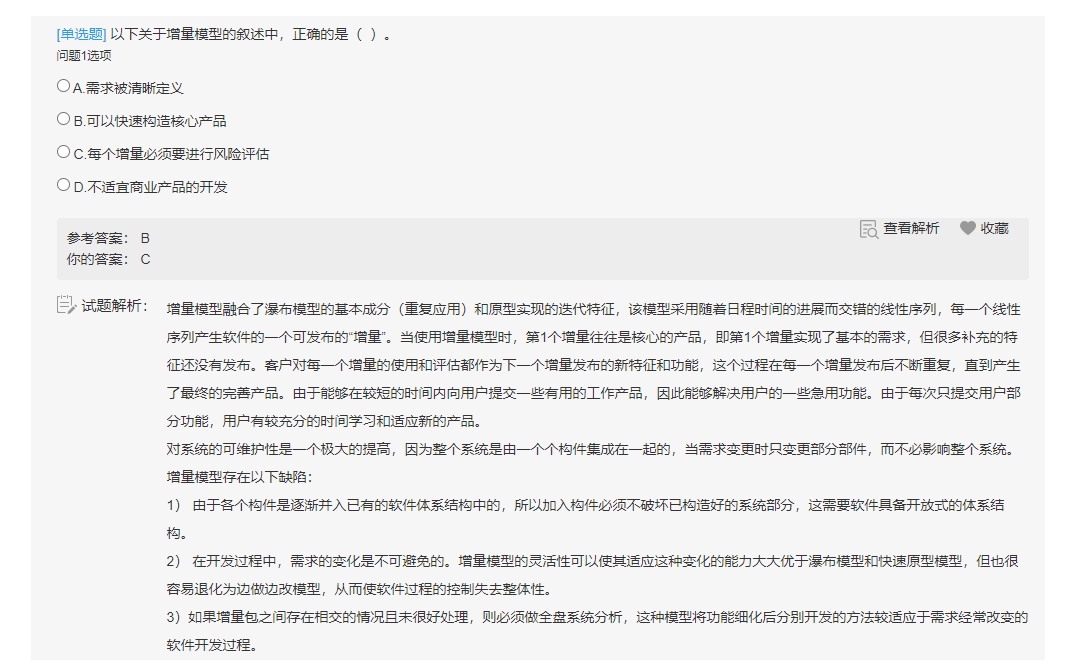 [单选题] 以下关于增量模型的叙述中，正确的是（ ）。
问题1选项
A.需求被清晰定义
B.可以快速构造核心产品
C.每个增量必须要进行风险评估
D.不适宜商业产品的开发
查看解析 收藏
参考答案： B
你的答案： C
试题解析： 增量模型融合了瀑布模型的基本成分（重复应用）和原型实现的迭代特征，该模型采用随着日程时间的进展而交错的线性序列，每一个线性
序列产生软件的一个可发布的“增量”。当使用增量模型时，第1个增量往往是核心的产品，即第1个增量实现了基本的需求，但很多补充的特
征还没有发布。客户对每一个增量的使用和评估都作为下一个增量发布的新特征和功能，这个过程在每一个增量发布后不断重复，直到产生
了最终的完善产品。由于能够在较短的时间内向用户提交一些有用的工作产品，因此能够解决用户的一些急用功能。由于每次只提交用户部
分功能，用户有较充分的时间学习和适应新的产品。
对系统的可维护性是一个极大的提高，因为整个系统是由一个个构件集成在一起的，当需求变更时只变更部分部件，而不必影响整个系统。
增量模型存在以下缺陷：
1） 由于各个构件是逐渐并入已有的软件体系结构中的，所以加入构件必须不破坏已构造好的系统部分，这需要软件具备开放式的体系结
构。
2） 在开发过程中，需求的变化是不可避免的。增量模型的灵活性可以使其适应这种变化的能力大大优于瀑布模型和快速原型模型，但也很
容易退化为边做边改模型，从而使软件过程的控制失去整体性。
3）如果增量包之间存在相交的情况且未很好处理，则必须做全盘系统分析，这种模型将功能细化后分别开发的方法较适应于需求经常改变的
软件开发过程。